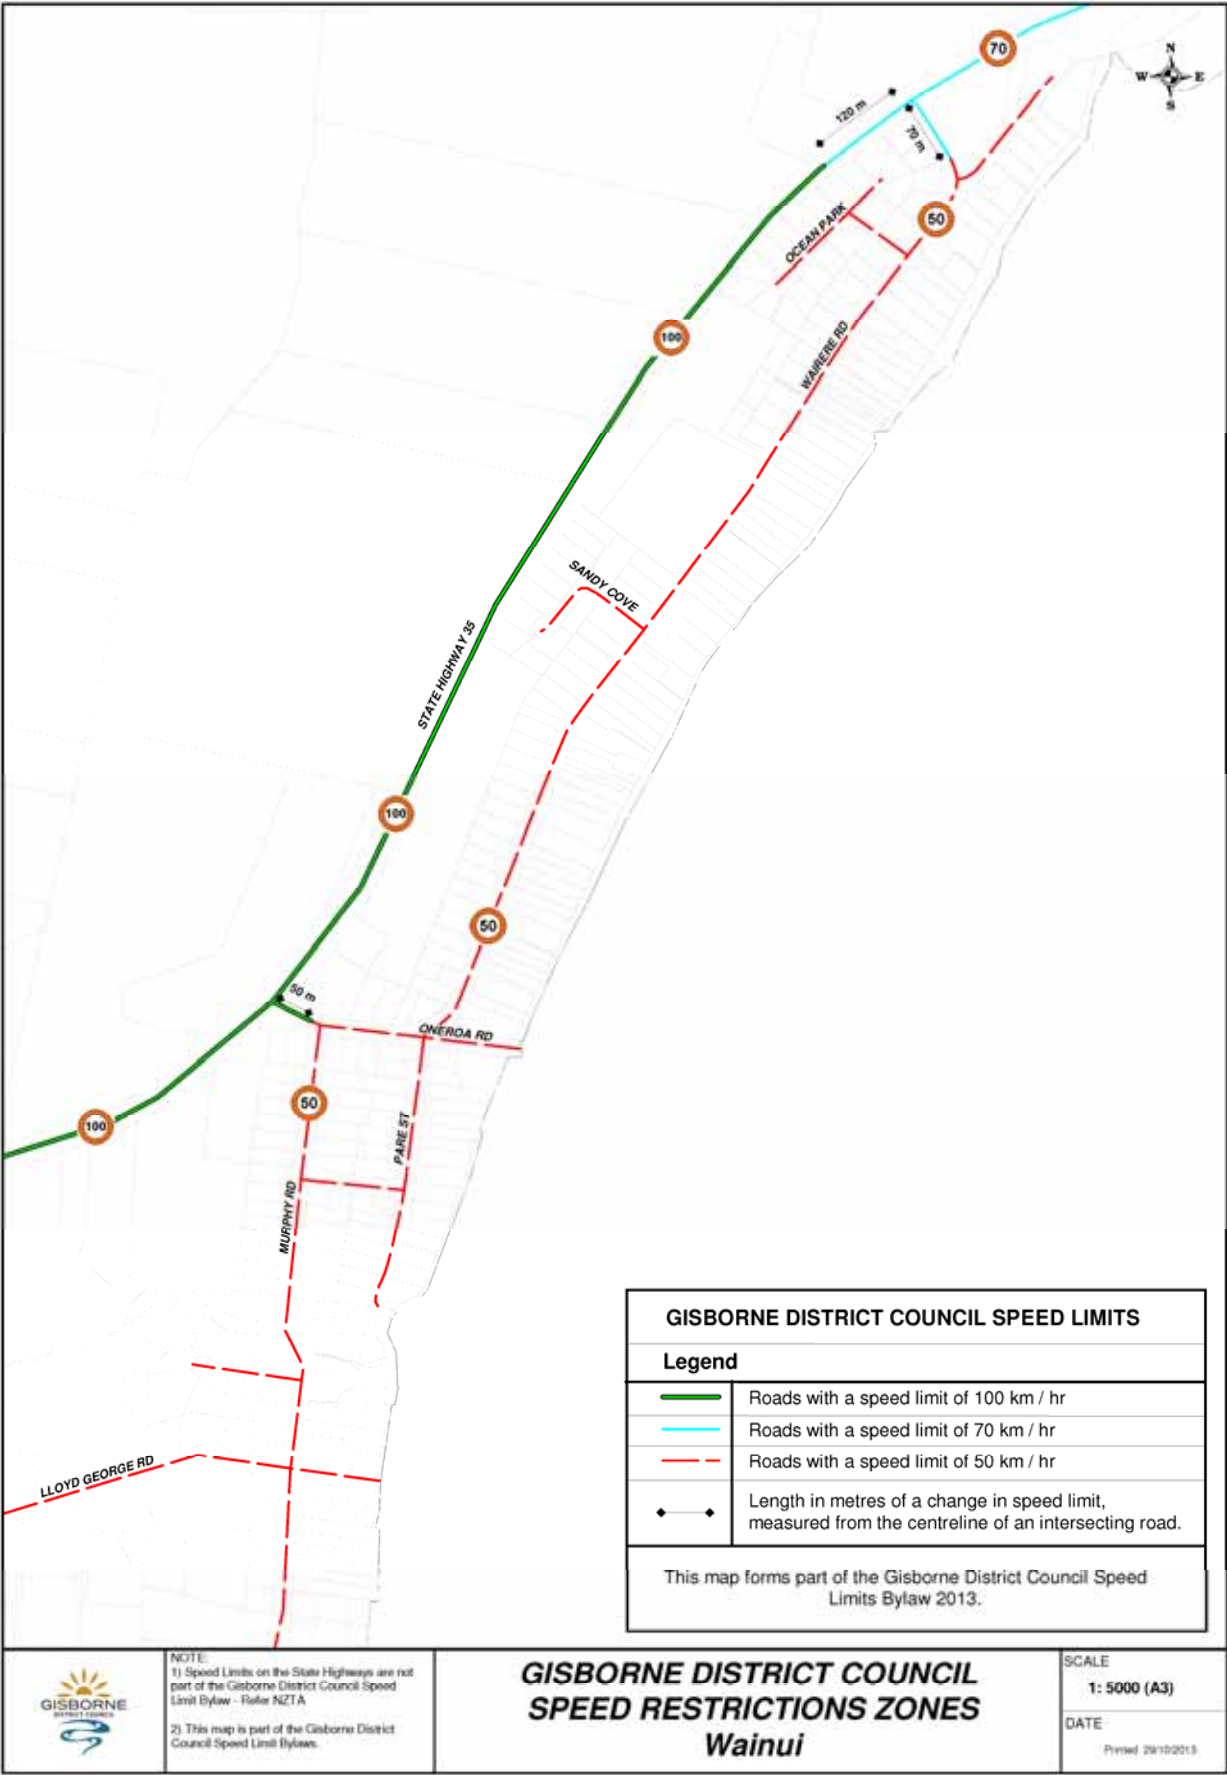 70
N
W E
S
120 m
70 m
50
OCEAN PARK
100
WAIRERE RD
SANDY COVE
STATE HIGHWAY 35
100
50
50 m
ONEROA RD
50
100
PARE ST
MURPHY RD
LLOYD GEORGE RD
GISBORNE DISTRICT COUNCIL SPEED LIMITS
Legend
Roads with a speed limit of 100 km / hr
Roads with a speed limit of 70 km / hr
Roads with a speed limit of 50 km / hr
Length in metres of a change in speed limit,
measured from the centreline of an intersecting road.
This map forms part of the Gisborne District Council Speed
Limits Bylaw 2013.
GISBORNE
DISTRICT COUNCIL
NOTE:
1) Speed Limits on the State Highways are not
part of the Gisborne District Council Speed
Limit Bylaw - Refer NZTA
2) This map is part of the Gisborne District
Council Speed Limit Bylaws.
GISBORNE DISTRICT COUNCIL
SPEED RESTRICTIONS ZONES
Wainui
SCALE
1: 5000 (A3)
DATE
Printed 29/10/2013